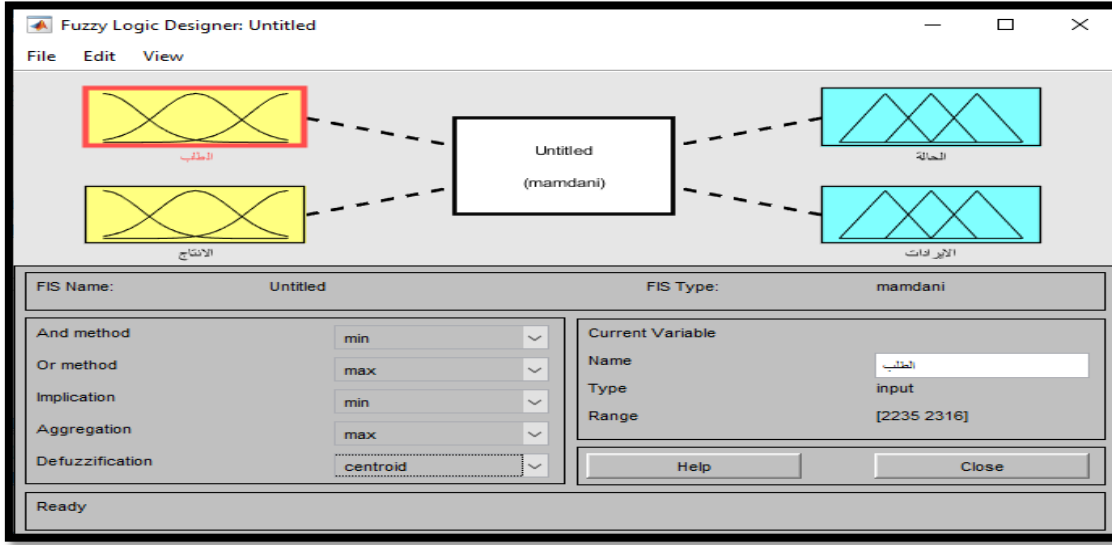 Fuzzy Logic Designer: Untitled
File Edit View
الطلب
الانتاج
Untitled
(mamdani)
الحالة
الايرادات
FIS Name: Untitled FIS Type: mamdani
And method min
Or method max
Implication min
Aggregation max
Defuzzification centroid
Current Variable
Name الطلب
Type input
Range [2235 2316]
Help Close
Ready